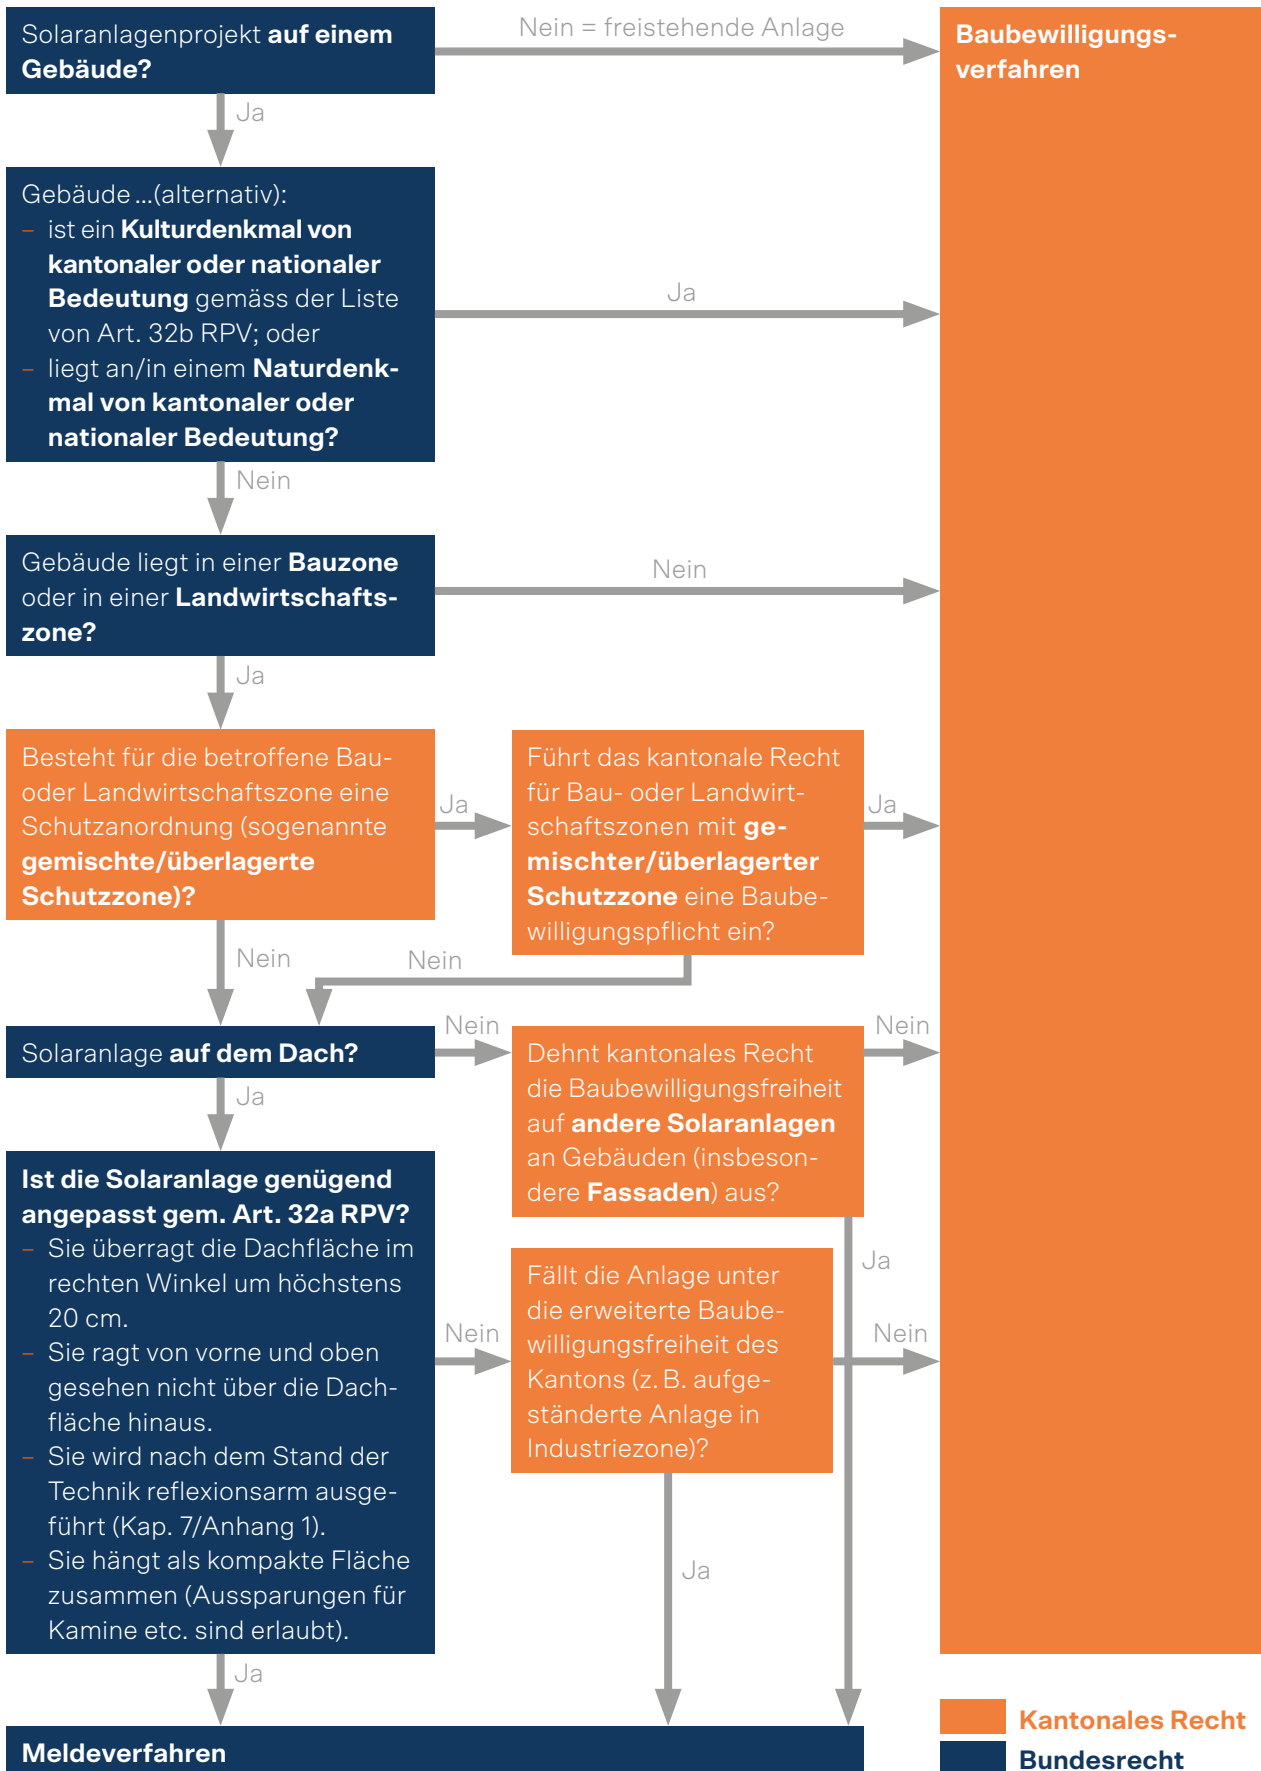 Solaranlagenprojekt auf einem
Gebäude?
Nein = freistehende Anlage
Baubewilligungs-
verfahren
Ja
Gebäude ...(alternativ):
– ist ein Kulturdenkmal von
kantonaler oder nationaler
Bedeutung gemäss der Liste
von Art. 32b RPV; oder
– liegt an/in einem Naturdenk-
mal von kantonaler oder
nationaler Bedeutung?
Ja
Nein
Gebäude liegt in einer Bauzone
oder in einer Landwirtschafts-
zone?
Nein
Ja
Besteht für die betroffene Bau-
oder Landwirtschaftszone eine
Schutzanordnung (sogenannte
gemischte/überlagerte
Schutzzone)?
Ja
Führt das kantonale Recht
für Bau- oder Landwirt-
schaftszonen mit ge-
mischter/überlagerter
Schutzzone eine Baube-
willigungspflicht ein?
Ja
Nein
Nein
Solaranlage auf dem Dach?
Nein
Dehnt kantonales Recht
die Baubewilligungsfreiheit
auf andere Solaranlagen
an Gebäuden (insbeson-
dere Fassaden) aus?
Nein
Ja
Ja
Ist die Solaranlage genügend
angepasst gem. Art. 32a RPV?
– Sie überragt die Dachfläche im
rechten Winkel um höchstens
20 cm.
– Sie ragt von vorne und oben
gesehen nicht über die Dach-
fläche hinaus.
– Sie wird nach dem Stand der
Technik reflexionsarm ausge-
führt (Kap. 7/Anhang 1).
– Sie hängt als kompakte Fläche
zusammen (Aussparungen für
Kamine etc. sind erlaubt).
Nein
Fällt die Anlage unter
die erweiterte Baube-
willigungsfreiheit des
Kantons (z. B. aufge-
ständerte Anlage in
Industriezone)?
Nein
Ja
Ja
Meldeverfahren
Kantonales Recht
Bundesrecht